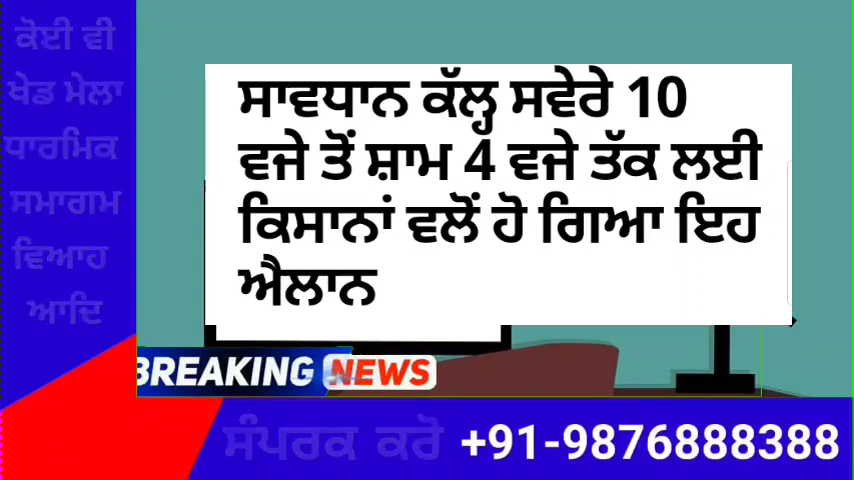 ਕੋਈ ਵੀ
ਖੇਡ ਮੇਲਾ
ਧਾਰਮਿਕ
ਸਮਾਗਮ
ਵਿਆਹ
ਆਦਿ
ਸਾਵਧਾਨ ਕੱਲ੍ਹ ਸਵੇਰੇ 10
ਵਜੇ ਤੋਂ ਸ਼ਾਮ 4 ਵਜੇ ਤੱਕ ਲਈ
ਕਿਸਾਨਾਂ ਵਲੋਂ ਹੋ ਗਿਆ ਇਹ
ਐਲਾਨ
BREAKING NEWS
ਸੰਪਰਕ ਕਰੋ +91-9876888388